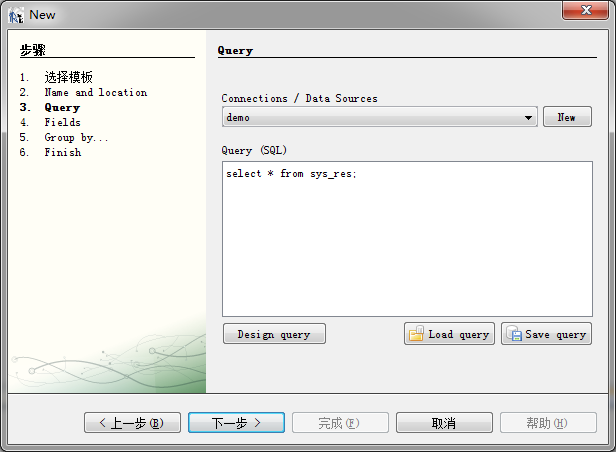 New
步骤
1. 选择模板
2. Name and location
3. Query
4. Fields
5. Group by...
6. Finish
Query
Connections / Data Sources
demo
New
Query (SQL)
select * from sys_res;
Design query
Load query
Save query
< 上一步(B)
下一步 >
完成(F)
取消
帮助(H)